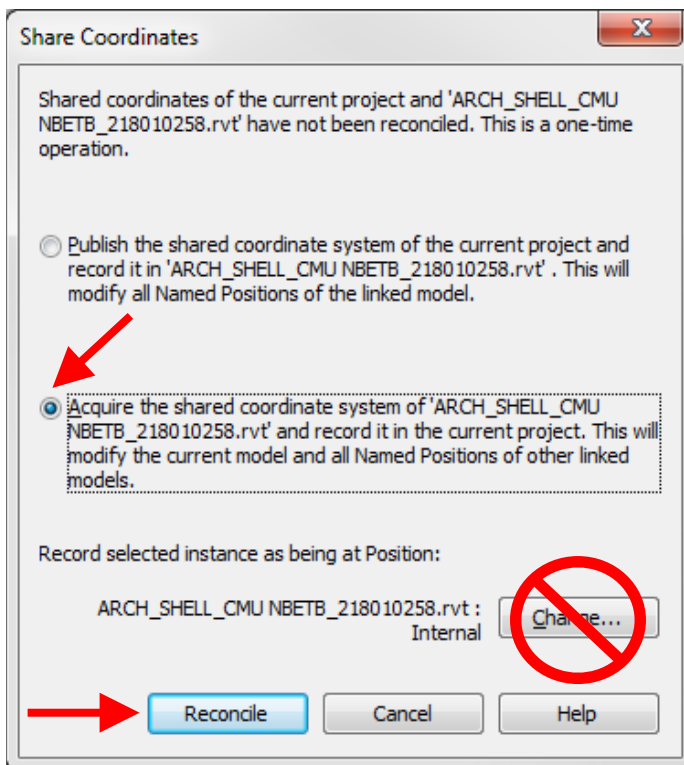 Share Coordinates
Shared coordinates of the current project and 'ARCH_SHELL_CMU
NBETB_218010258.rvt' have not been reconciled. This is a one-time
operation.
Publish the shared coordinate system of the current project and
record it in 'ARCH_SHELL_CMU NBETB_218010258.rvt' . This will
modify all Named Positions of the linked model.
Acquire the shared coordinate system of 'ARCH_SHELL_CMU
NBETB_218010258.rvt' and record it in the current project. This will
modify the current model and all Named Positions of other linked
models.
Record selected instance as being at Position:
ARCH_SHELL_CMU NBETB_218010258.rvt :
Internal
Change...
Reconcile
Cancel
Help